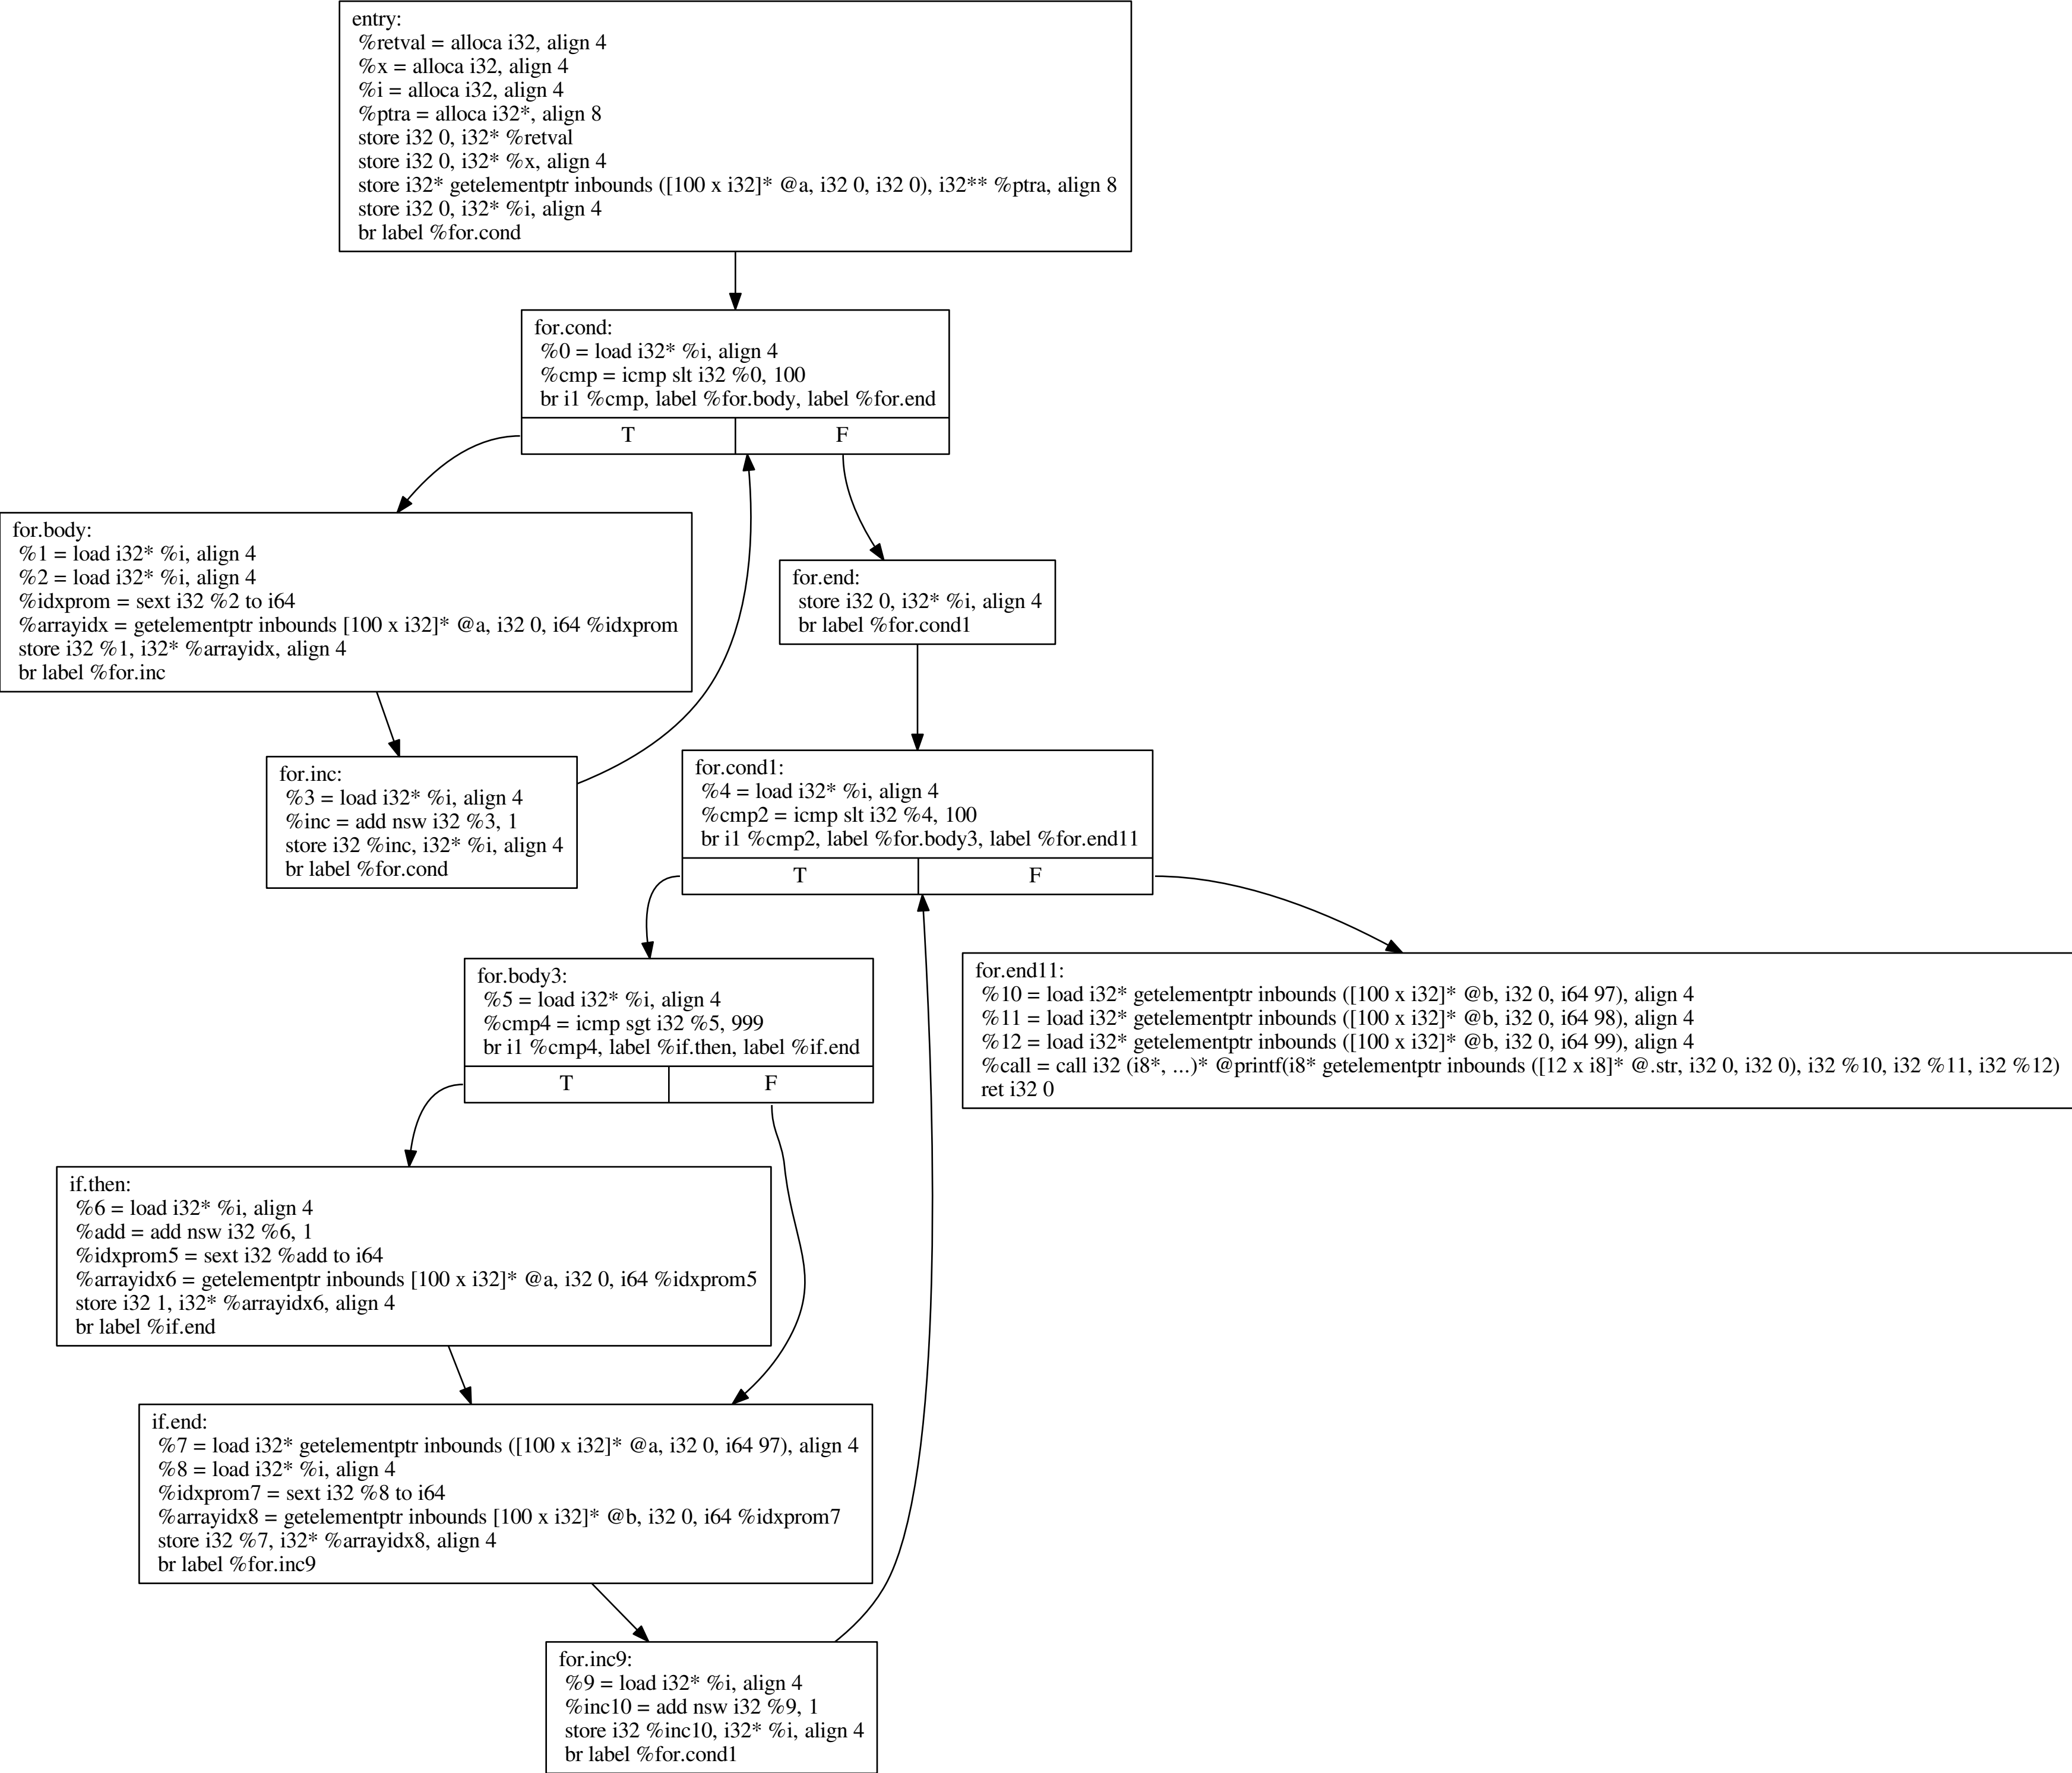 entry:
%retval = alloca i32, align 4
%x = alloca i32, align 4
%i = alloca i32, align 4
%ptra = alloca i32*, align 8
store i32 0, i32* %retval
store i32 0, i32* %x, align 4
store i32* getelementptr inbounds ([100 x i32]* @a, i32 0, i32 0), i32** %ptra, align 8
store i32 0, i32* %i, align 4
br label %for.cond
for.cond:
%0 = load i32* %i, align 4
%cmp = icmp slt i32 %0, 100
br i1 %cmp, label %for.body, label %for.end
T
F
for.body:
%1 = load i32* %i, align 4
%2 = load i32* %i, align 4
%idxprom = sext i32 %2 to i64
%arrayidx = getelementptr inbounds [100 x i32]* @a, i32 0, i64 %idxprom
store i32 %1, i32* %arrayidx, align 4
br label %for.inc
for.end:
store i32 0, i32* %i, align 4
br label %for.cond1
for.inc:
%3 = load i32* %i, align 4
%inc = add nsw i32 %3, 1
store i32 %inc, i32* %i, align 4
br label %for.cond
for.cond1:
%4 = load i32* %i, align 4
%cmp2 = icmp slt i32 %4, 100
br i1 %cmp2, label %for.body3, label %for.end11
T
F
for.body3:
%5 = load i32* %i, align 4
%cmp4 = icmp sgt i32 %5, 999
br i1 %cmp4, label %if.then, label %if.end
T
F
for.end11:
%10 = load i32* getelementptr inbounds ([100 x i32]* @b, i32 0, i64 97), align 4
%11 = load i32* getelementptr inbounds ([100 x i32]* @b, i32 0, i64 98), align 4
%12 = load i32* getelementptr inbounds ([100 x i32]* @b, i32 0, i64 99), align 4
%call = call i32 (i8*, ...)* @printf(i8* getelementptr inbounds ([12 x i8]* @.str, i32 0, i32 0), i32 %10, i32 %11, i32 %12)
ret i32 0
if.then:
%6 = load i32* %i, align 4
%add = add nsw i32 %6, 1
%idxprom5 = sext i32 %add to i64
%arrayidx6 = getelementptr inbounds [100 x i32]* @a, i32 0, i64 %idxprom5
store i32 1, i32* %arrayidx6, align 4
br label %if.end
if.end:
%7 = load i32* getelementptr inbounds ([100 x i32]* @a, i32 0, i64 97), align 4
%8 = load i32* %i, align 4
%idxprom7 = sext i32 %8 to i64
%arrayidx8 = getelementptr inbounds [100 x i32]* @b, i32 0, i64 %idxprom7
store i32 %7, i32* %arrayidx8, align 4
br label %for.inc9
for.inc9:
%9 = load i32* %i, align 4
%inc10 = add nsw i32 %9, 1
store i32 %inc10, i32* %i, align 4
br label %for.cond1